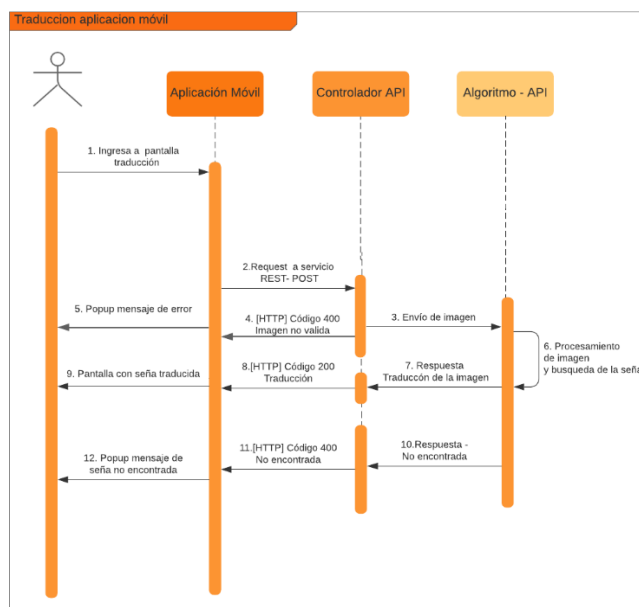 Traduccion aplicacion móvil
Aplicación Móvil
Controlador API
Algoritmo - API
1. Ingresa a pantalla
traducción
2.Request a servicio
REST- POST
5. Popup mensaje de error
4. [HTTP] Código 400
Imagen no valida
3. Envío de imagen
6. Procesamiento
de imagen
y busqueda de la seña
9. Pantalla con seña traducida
8.[HTTP] Código 200
Traducción
7. Respuesta
Traduccón de la imagen
12. Popup mensaje de
seña no encontrada
11.[HTTP] Código 400
No encontrada
10.Respuesta -
No encontrada